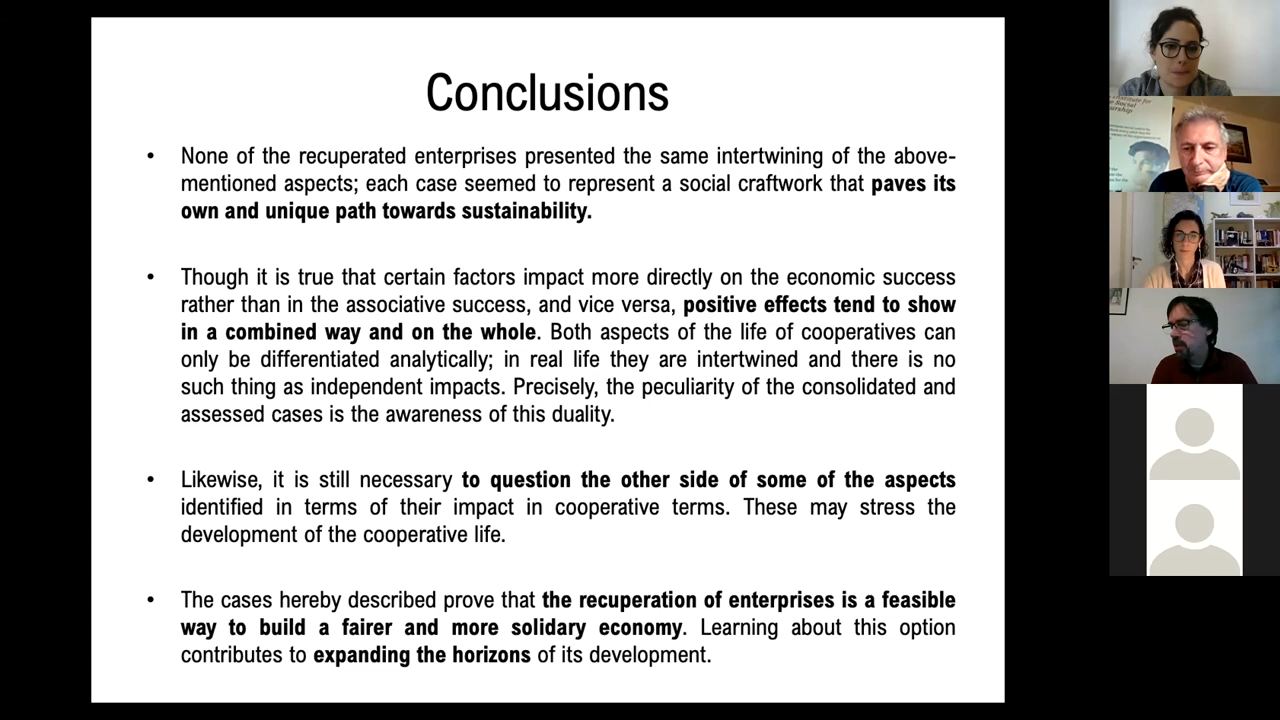 Conclusions
• None of the recuperated enterprises presented the same intertwining of the above-
mentioned aspects; each case seemed to represent a social craftwork that paves its
own and unique path towards sustainability.
• Though it is true that certain factors impact more directly on the economic success
rather than in the associative success, and vice versa, positive effects tend to show
in a combined way and on the whole. Both aspects of the life of cooperatives can
only be differentiated analytically; in real life they are intertwined and there is no
such thing as independent impacts. Precisely, the peculiarity of the consolidated and
assessed cases is the awareness of this duality.
• Likewise, it is still necessary to question the other side of some of the aspects
identified in terms of their impact in cooperative terms. These may stress the
development of the cooperative life.
• The cases hereby described prove that the recuperation of enterprises is a feasible
way to build a fairer and more solidary economy. Learning about this option
contributes to expanding the horizons of its development.